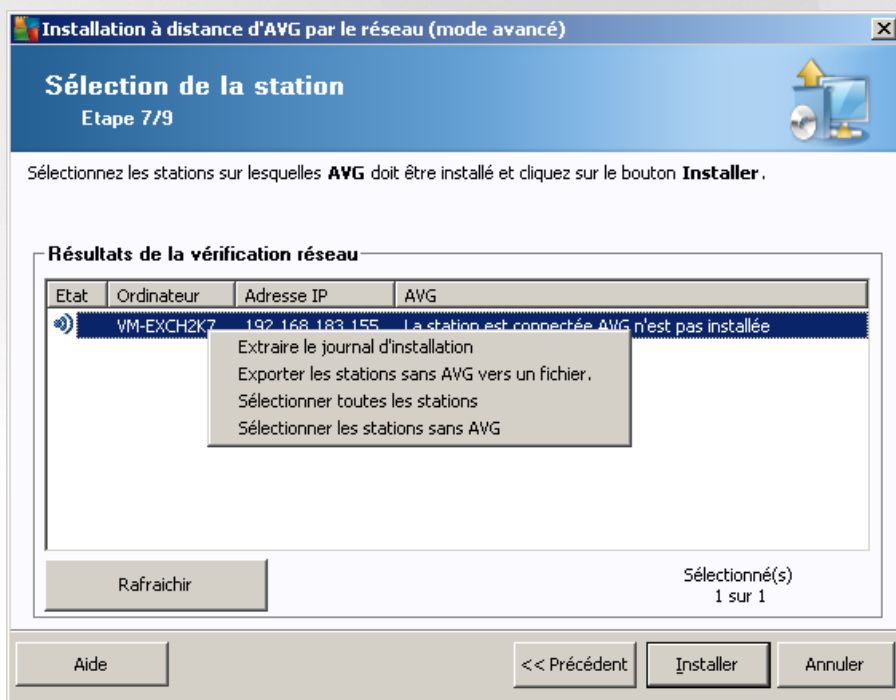 Installation à distance d'AVG par le réseau (mode avancé)
Sélection de la station
Etape 7/9
Sélectionnez les stations sur lesquelles AVG doit être installé et cliquez sur le bouton Installer.
Résultats de la vérification réseau
Etat Ordinateur Adresse IP AVG
VM-EXCH2K7 192.168.183.155 La station est connectée AVG n'est pas installée
Extraire le journal d'installation
Exporter les stations sans AVG vers un fichier.
Sélectionner toutes les stations
Sélectionner les stations sans AVG
Rafraichir
Sélectionné(s)
1 sur 1
Aide << Précédent Installer Annuler